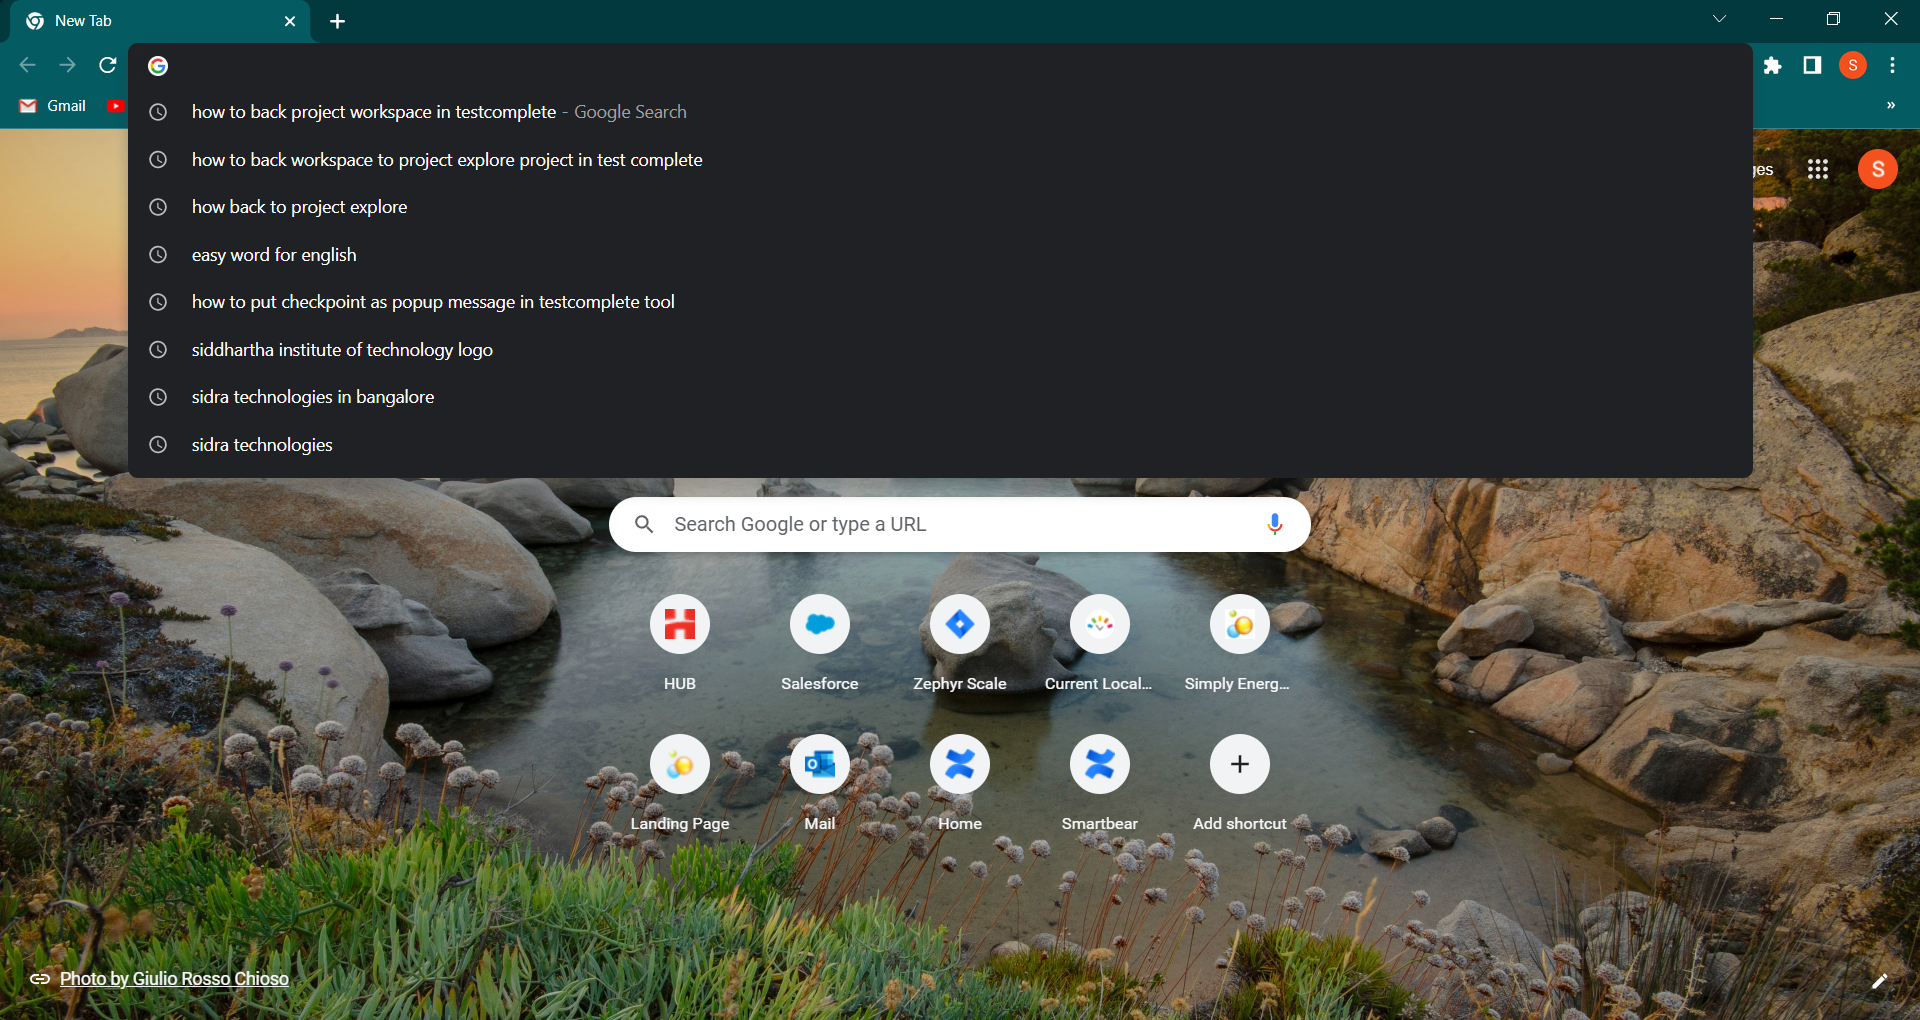 New Tab
Gmail
how to back project workspace in testcomplete - Google Search
how to back workspace to project explore project in test complete
how back to project explore
easy word for english
how to put checkpoint as popup message in testcomplete tool
siddhartha institute of technology logo
sidra technologies in bangalore
sidra technologies
S
S
Search Google or type a URL
HUB
Salesforce
Zephyr Scale
Current Local...
Simply Energ...
Landing Page
Mail
Home
Smartbear
Add shortcut
Photo by Giulio Rosso Chioso